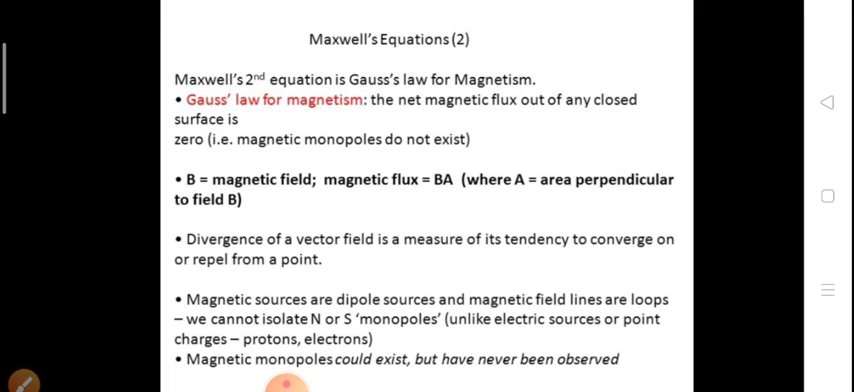 Maxwell's Equations (2)
Maxwell's 2nd equation is Gauss's law for Magnetism.
• Gauss' law for magnetism: the net magnetic flux out of any closed
surface is
zero (i.e. magnetic monopoles do not exist)
• B = magnetic field; magnetic flux = BA (where A = area perpendicular
to field B)
• Divergence of a vector field is a measure of its tendency to converge on
or repel from a point.
• Magnetic sources are dipole sources and magnetic field lines are loops
– we cannot isolate N or S 'monopoles' (unlike electric sources or point
charges – protons, electrons)
• Magnetic monopoles could exist, but have never been observed